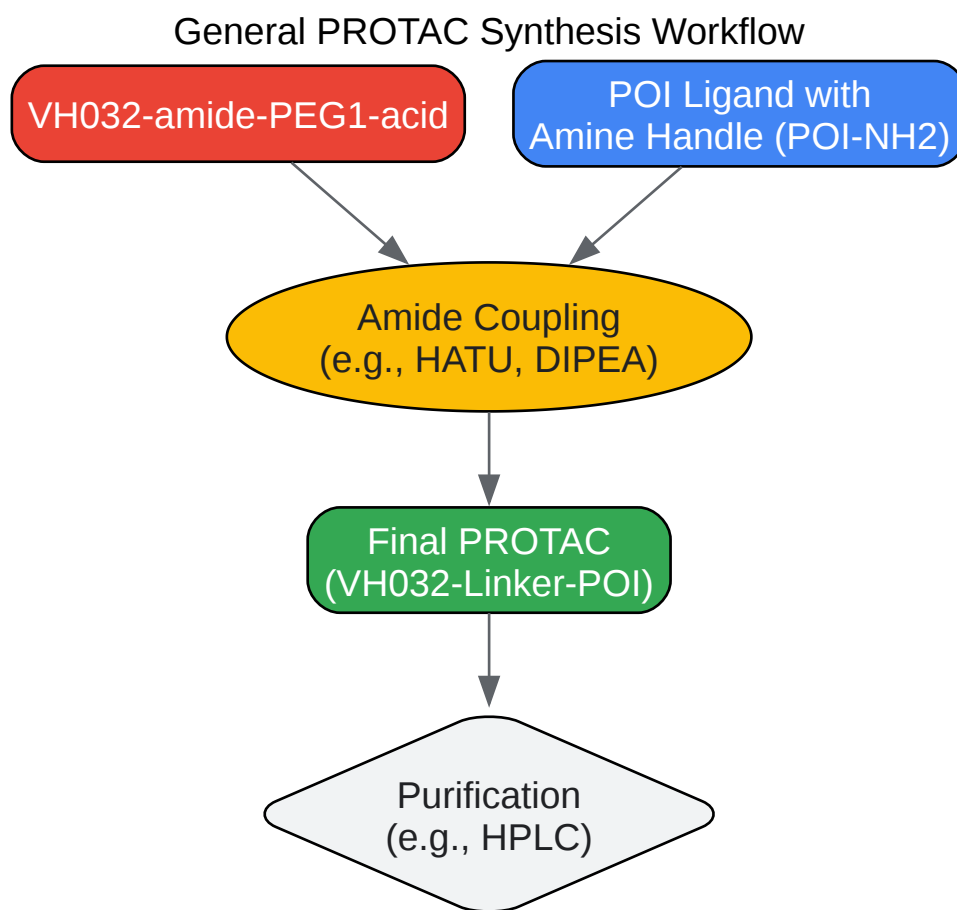 General PROTAC Synthesis Workflow
VH032-amide-PEG1-acid
POI Ligand with
Amine Handle (POI-NH2)
Amide Coupling
(e.g., HATU, DIPEA)
Final PROTAC
(VH032-Linker-POI)
Purification
(e.g., HPLC)